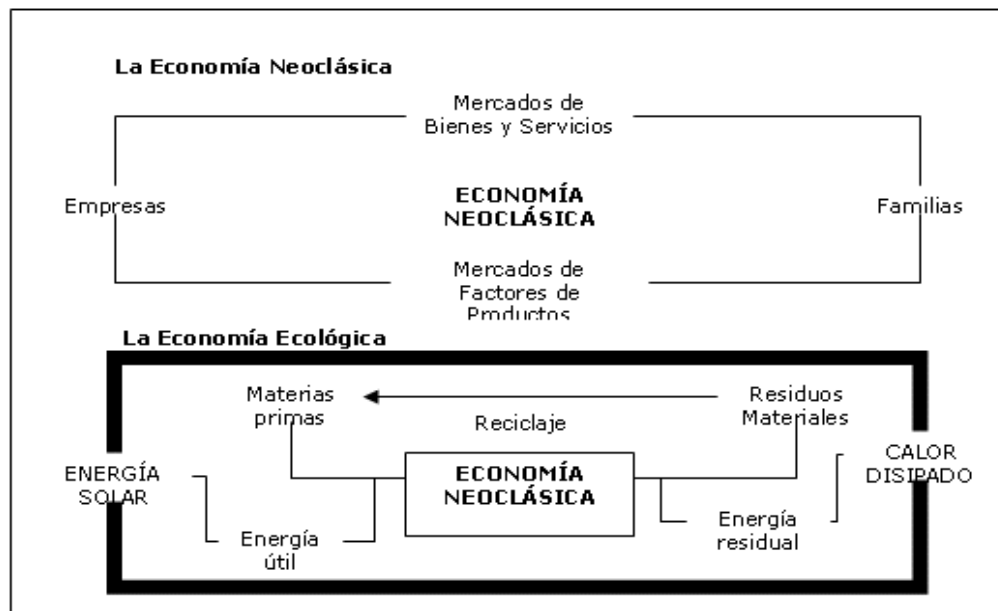 La Economía Neoclásica
Mercados de
Bienes y Servicios
Empresas
ECONOMÍA
NEOCLÁSICA
Familias
Mercados de
Factores de
Productos
La Economía Ecológica
Materias
primas
Reciclaje
Residuos
Materiales
ENERGÍA
SOLAR
ECONOMÍA
NEOCLÁSICA
CALOR
DISIPADO
Energía
útil
Energía
residual